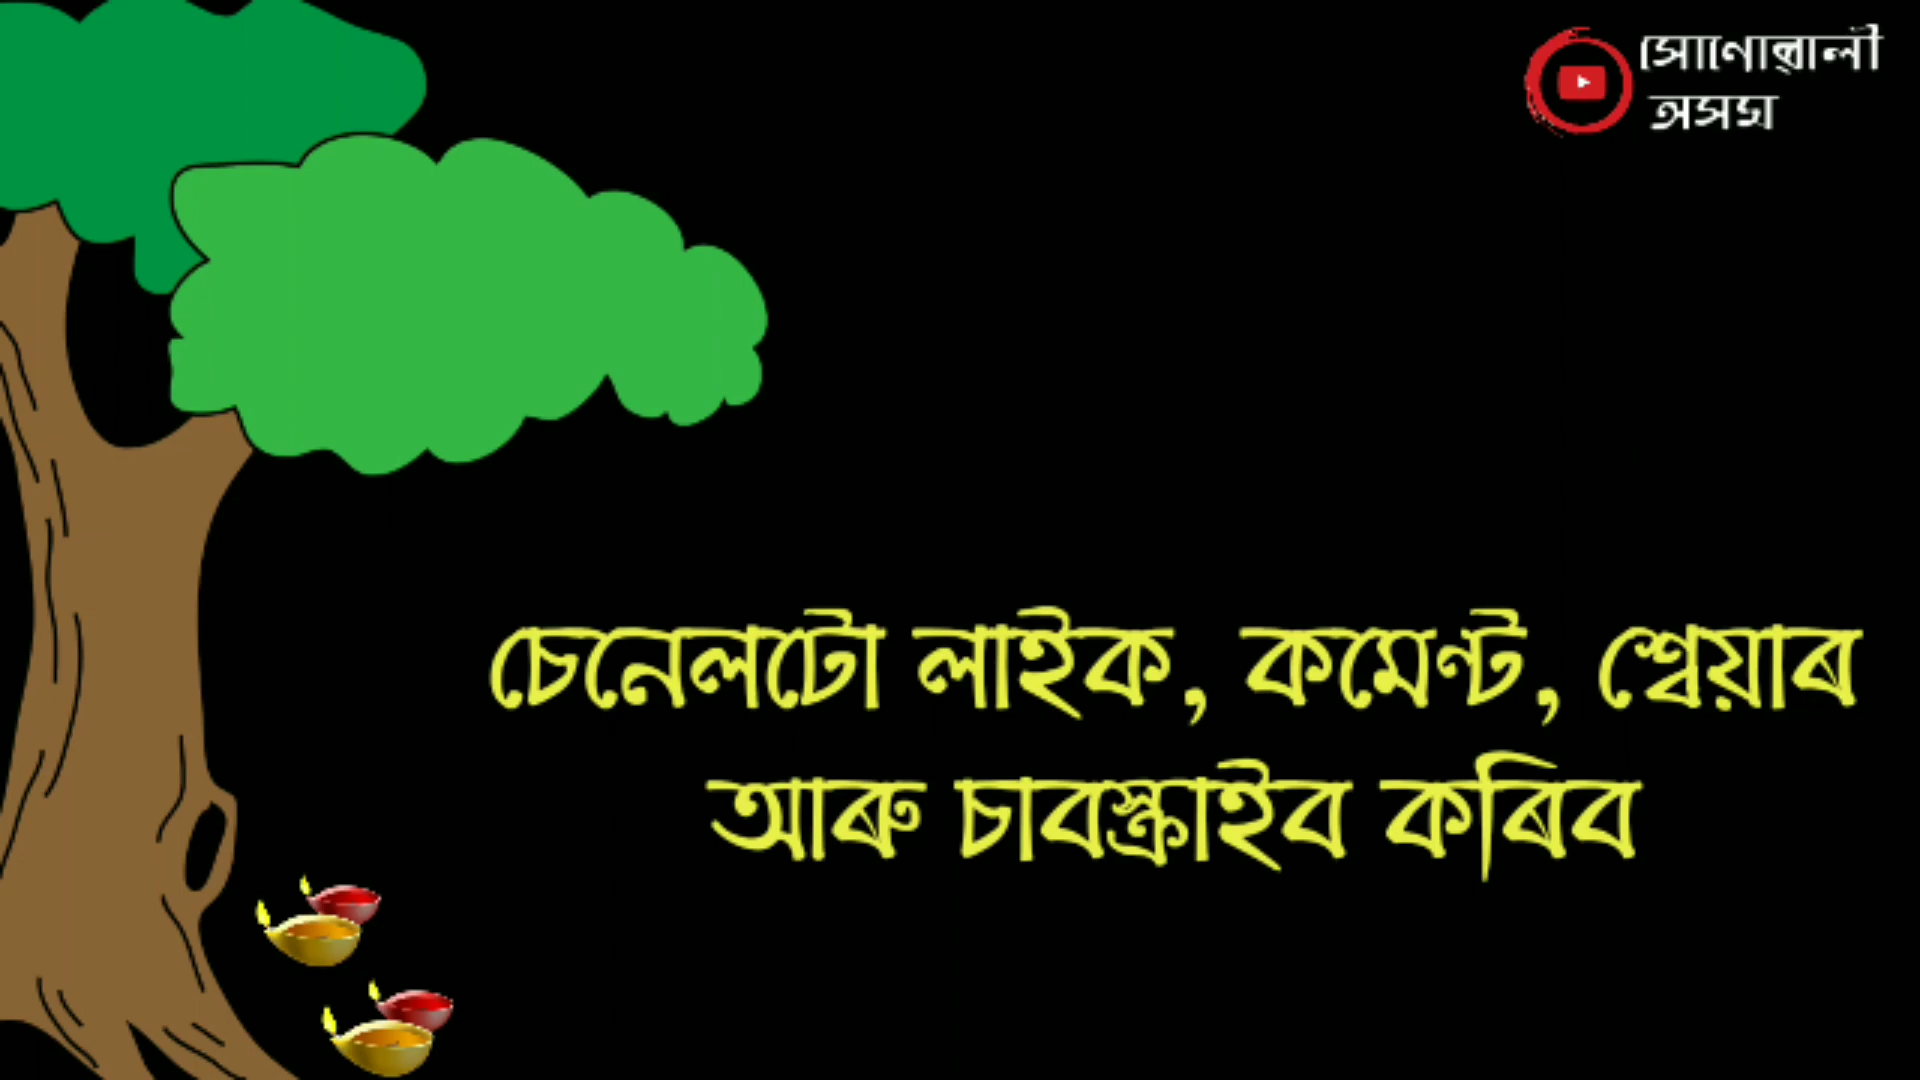 সোণোৱালী
অসম
চেনেলটো লাইক, কমেন্ট, শ্বেয়াৰ
আৰু চাবস্ক্ৰাইব কৰিব